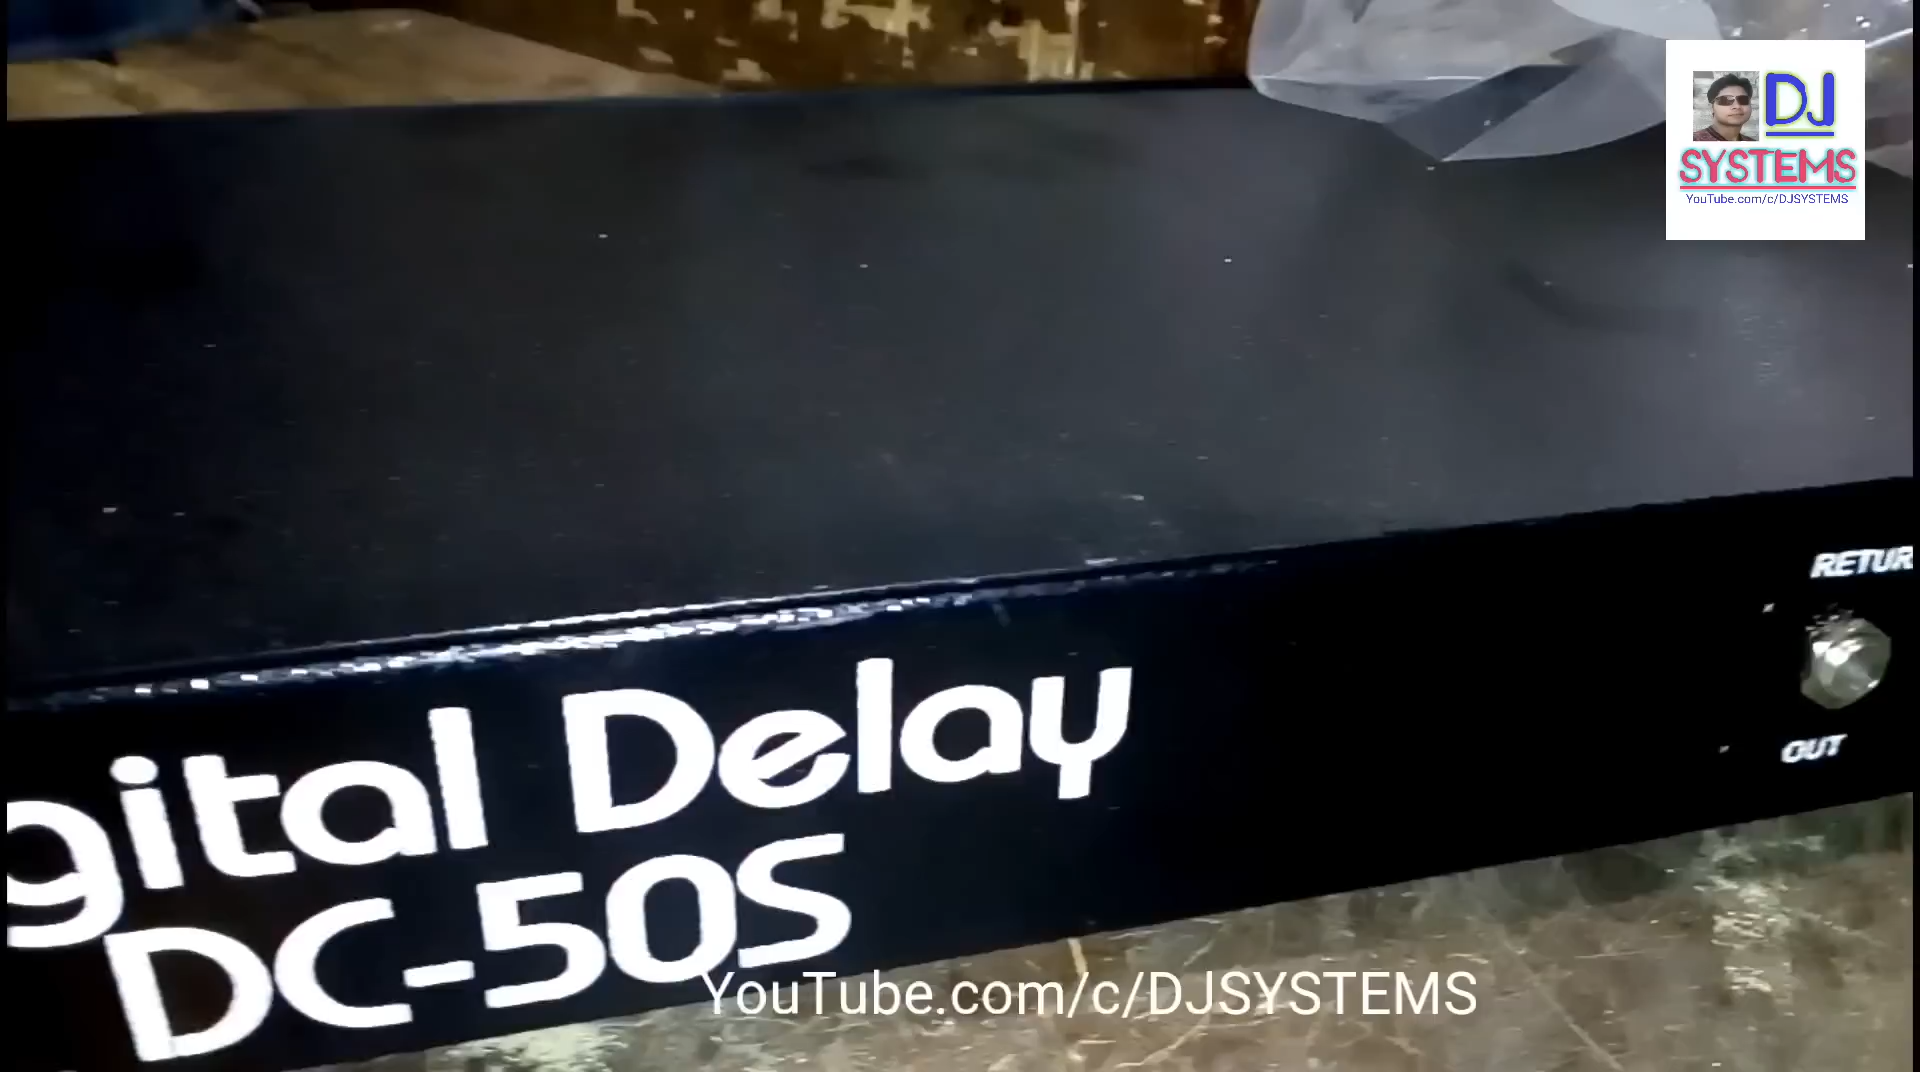 DJ
SYSTEMS
YouTube.com/c/DJSYSTEMS
RETUR
OUT
gital Delay
DC-50S
YouTube.com/c/DJSYSTEMS